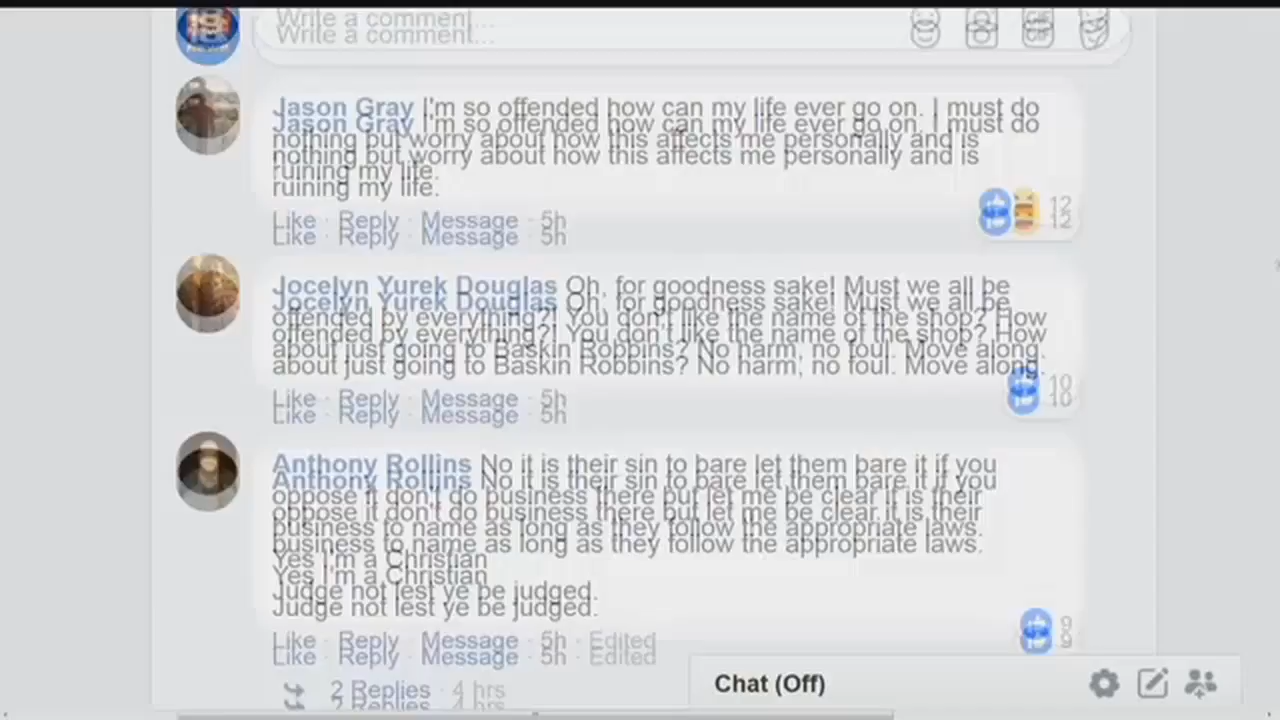 Write a comment...
Jason Gray I'm so offended how can my life ever go on. I must do
nothing but worry about how this affects me personally and is
ruining my life.
Like · Reply · Message · 5h
12
Jocelyn Yurek Douglas Oh, for goodness sake! Must we all be
offended by everything?! You don't like the name of the shop? How
about just going to Baskin Robbins? No harm, no foul. Move along.
10
Like · Reply · Message · 5h
Anthony Rollins No it is their sin to bare let them bare it if you
oppose it don't do business there but let me be clear it is their
business to name as long as they follow the appropriate laws.
Yes I'm a Christian
Judge not lest ye be judged.
9
Like · Reply · Message · 5h · Edited
2 Replies · 4 hrs
Chat (Off)